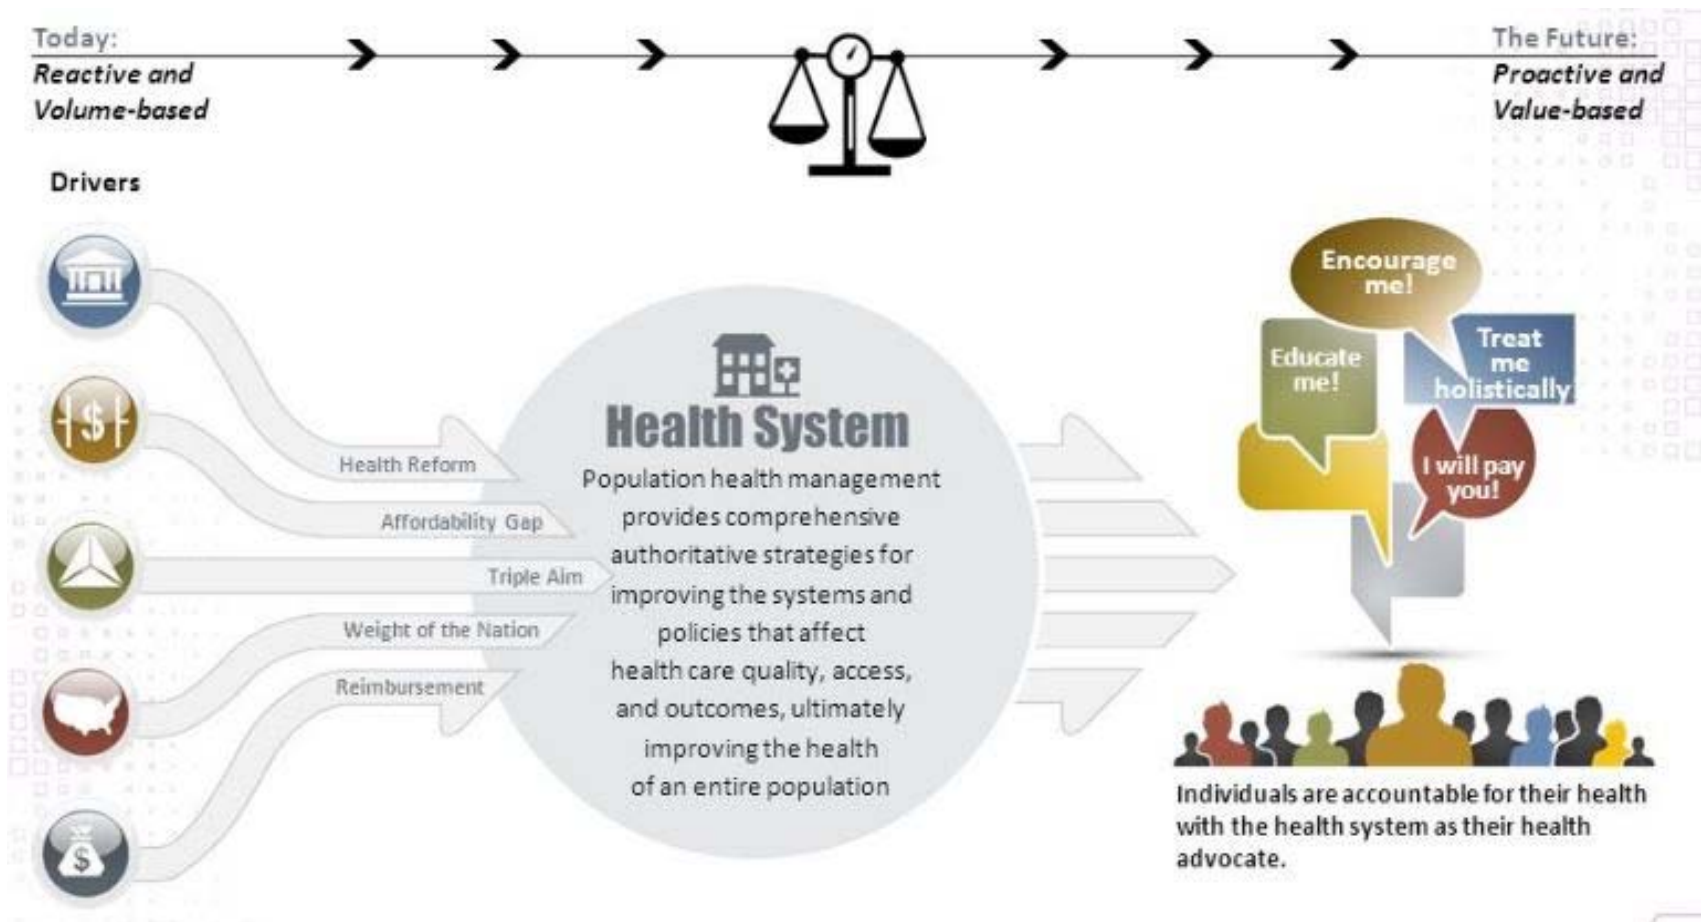 Today:
Reactive and
Volume-based
The Future:
Proactive and
Value-based
Drivers
Health Reform
Affordability Gap
Triple Aim
Weight of the Nation
Reimbursement
$
$
Health System
Population health management
provides comprehensive
authoritative strategies for
improving the systems and
policies that affect
health care quality, access,
and outcomes, ultimately
improving the health
of an entire population
Encourage
me!
Educate
me!
Treat
me
holistically
I will pay
you!
Individuals are accountable for their health
with the health system as their health
advocate.